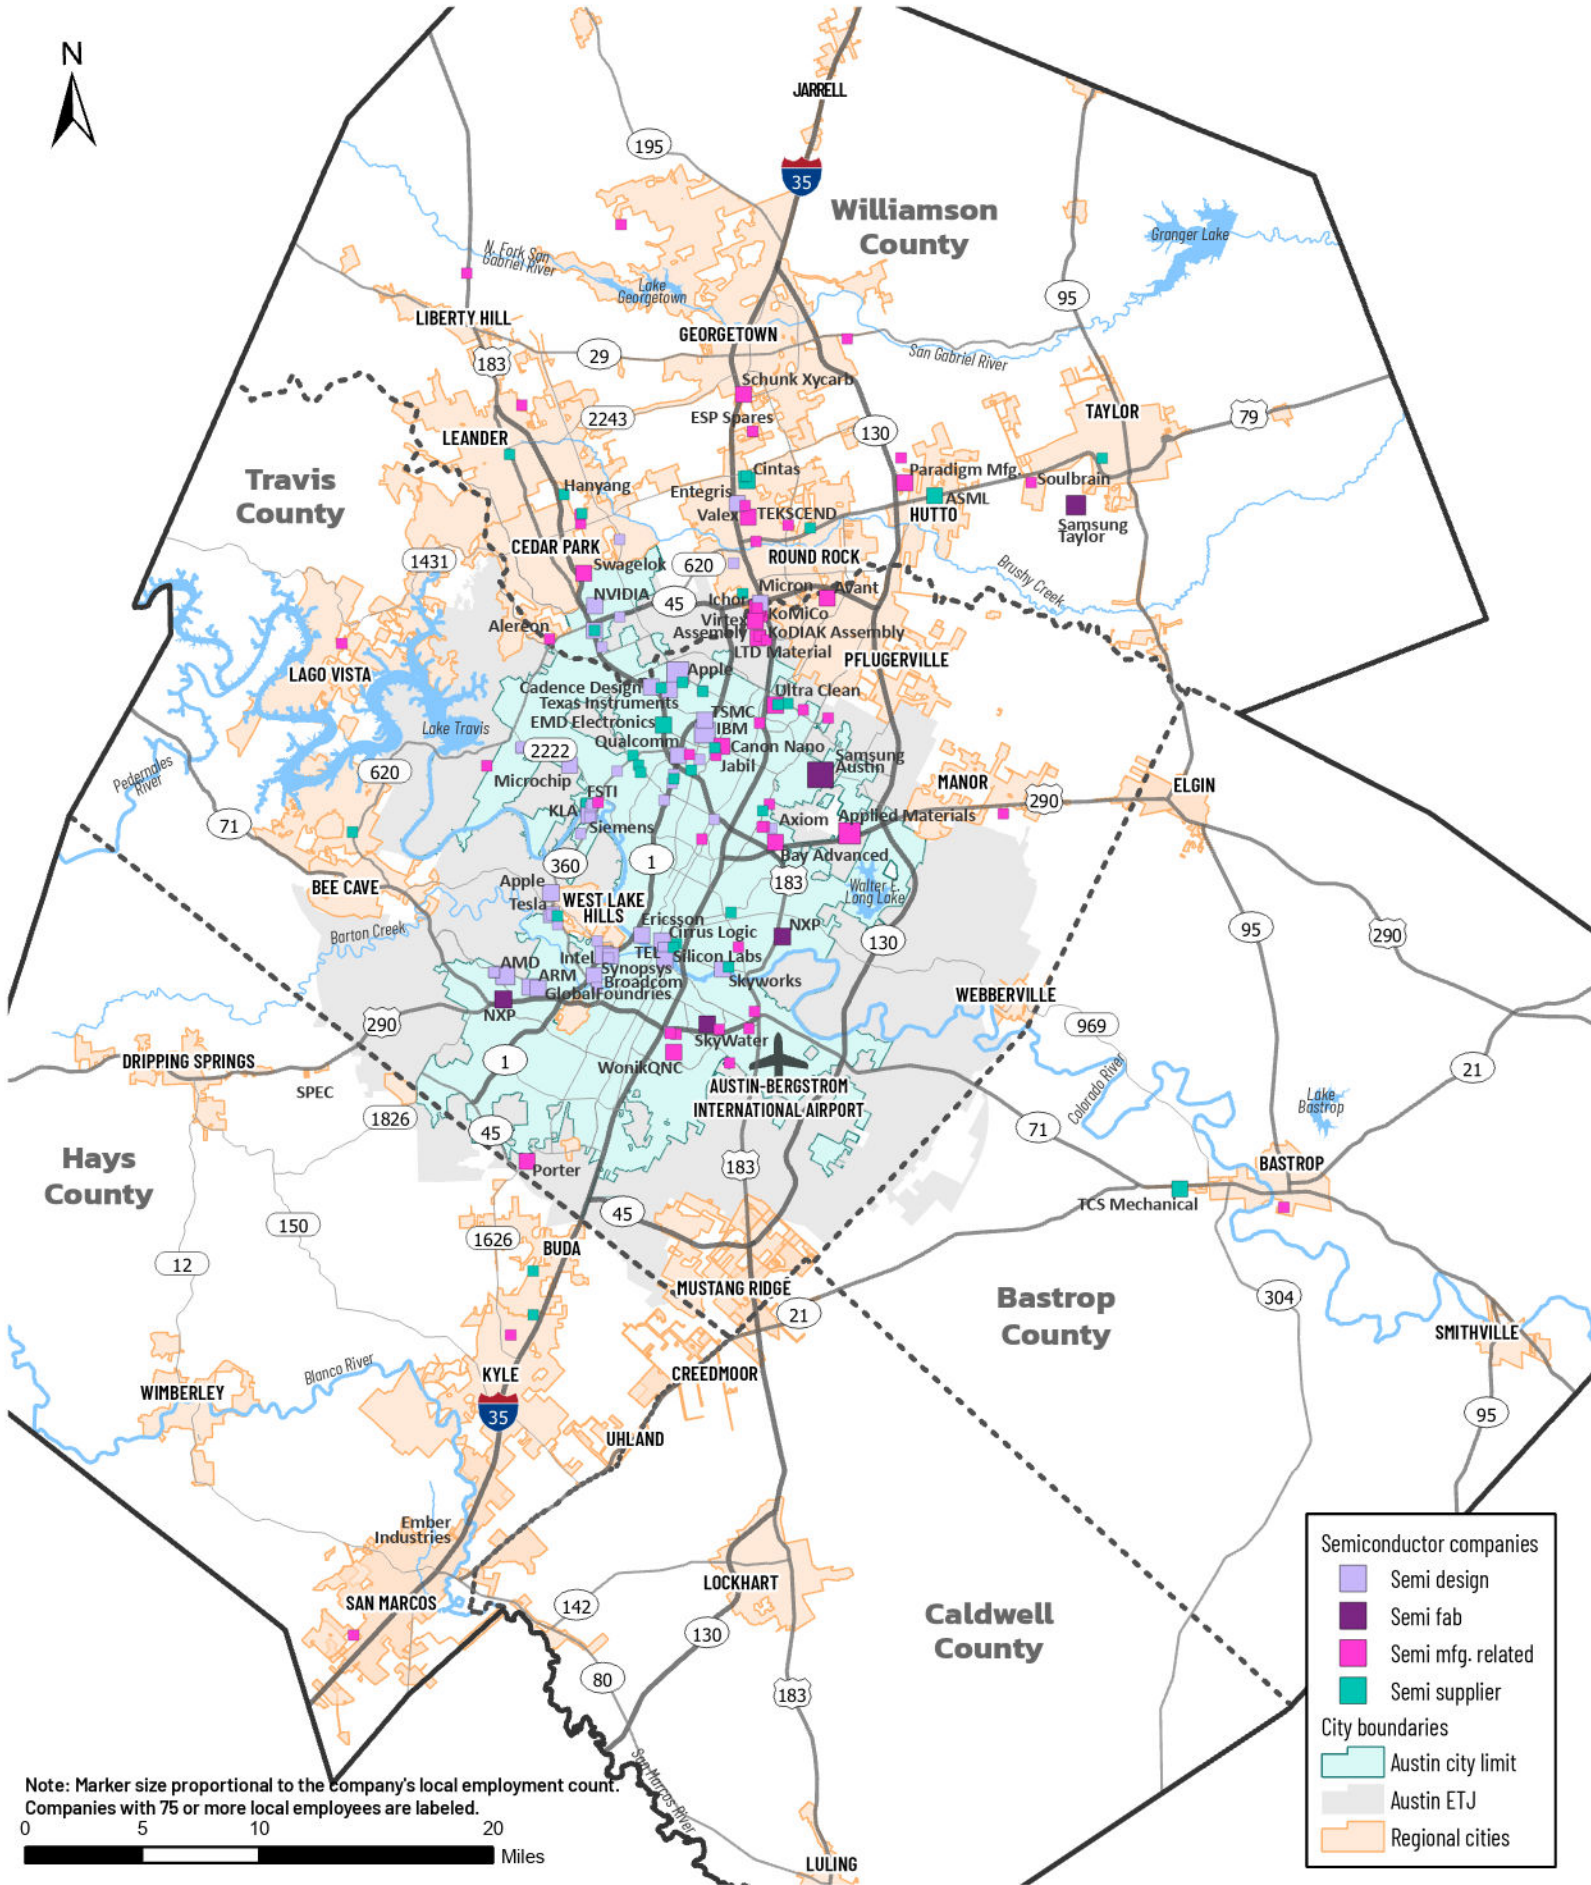 N
JARRELL
195
35
Williamson
County
Granger Lake
N. Fork San
Gabriel River
Lake
Georgetown
95
LIBERTY HILL
GEORGETOWN
183
29
San Gabriel River
Schunk Xycarb
ESP Spares
2243
TAYLOR
79
130
LEANDER
Travis
County
Cintas
Paradigm Mfg.
Soulbrain
Hanyang
Entegris
ASML
Valex
TEKSCEND
HUTTO
Samsung
Taylor
CEDAR PARK
ROUND ROCK
1431
Swagelok
620
Brushy Creek
NVIDIA
45
Micron
Avant
Ichor
KoMiCo
Virtex
Assembly
KoDIAK Assembly
Alereon
LTD Material
PFLUGERVILLE
LAGO VISTA
Apple
Cadence Design
Ultra Clean
Texas Instruments
Lake Travis
EMD Electronics
TSMC
IBM
Qualcomm
Canon Nano
2222
Jabil
Samsung
Austin
Pedernales
River
620
Microchip
MANOR
ELGIN
FSTI
290
71
KLA
Siemens
Axiom
Applied Materials
360
1
Bay Advanced
183
BEE CAVE
Apple
WEST LAKE
HILLS
Walter E.
Long Lake
Tesla
Ericsson
Cirrus Logic
NXP
95
290
Barton Creek
130
AMD
Intel
TEL
Silicon Labs
Synopsys
ARM
Broadcom
Skyworks
GlobalFoundries
WEBBERVILLE
NXP
290
969
SkyWater
DRIPPING SPRINGS
1
WonikQNC
SPEC
AUSTIN-BERGSTROM
INTERNATIONAL AIRPORT
21
Colorado River
Lake
Bastrop
1826
45
71
Hays
County
Porter
183
BASTROP
TCS Mechanical
150
45
1626
BUDA
12
MUSTANG RIDGE
Bastrop
County
304
21
SMITHVILLE
Blanco River
KYLE
CREEDMOOR
WIMBERLEY
35
95
UHLAND
Ember
Industries
LOCKHART
SAN MARCOS
142
Caldwell
County
130
80
183
San Marcos River
LULING
Note: Marker size proportional to the company's local employment count.
Companies with 75 or more local employees are labeled.
0 5 10 20
Miles
Semiconductor companies
Semi design
Semi fab
Semi mfg. related
Semi supplier
City boundaries
Austin city limit
Austin ETJ
Regional cities